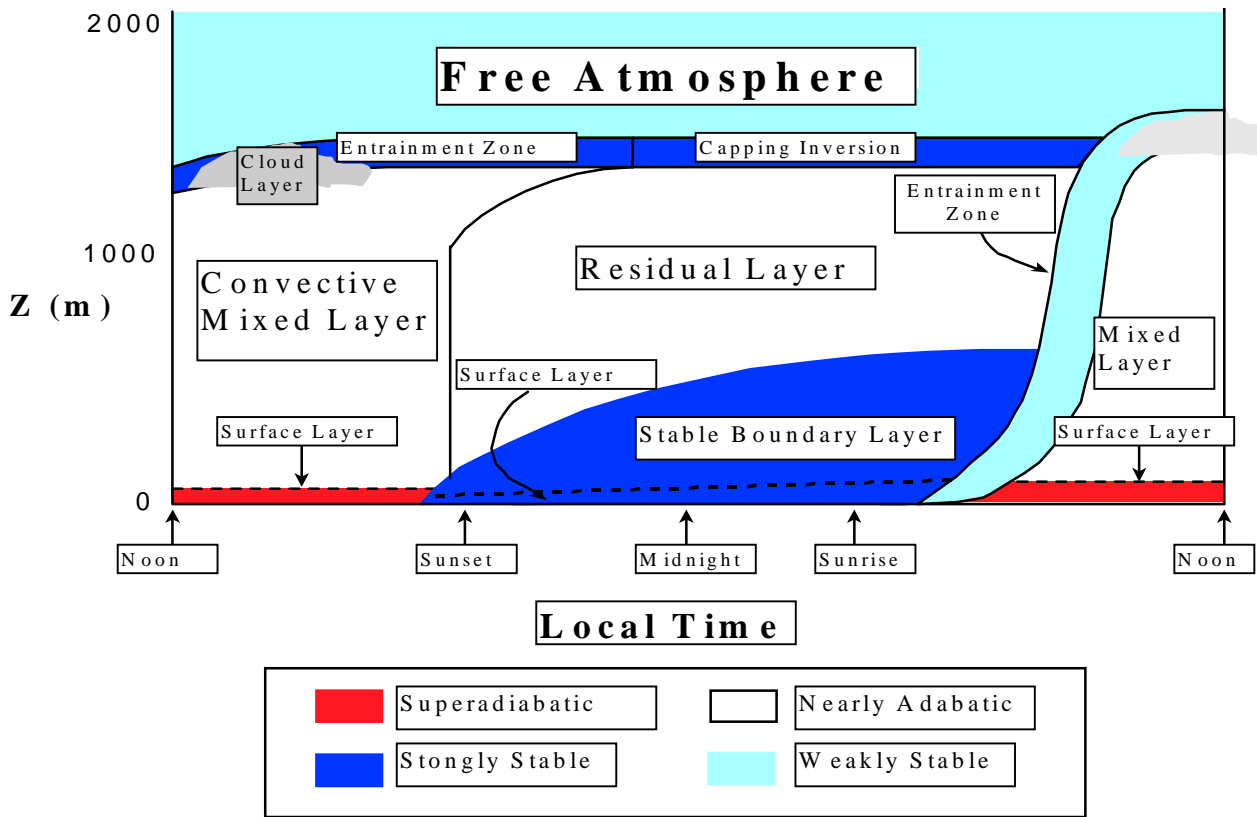 2000
Free Atmosphere
Entrainment Zone
Capping Inversion
Cloud
Layer
Entrainment
Zone
1000
Residual Layer
Convective
Mixed Layer
Z (m)
Mixed
Layer
Surface Layer
Surface Layer
Stable Boundary Layer
Surface Layer
0
Noon
Sunset
Midnight
Sunrise
Noon
Local Time
Superadiabatic
Nearly Adabatic
Stongly Stable
Weakly Stable